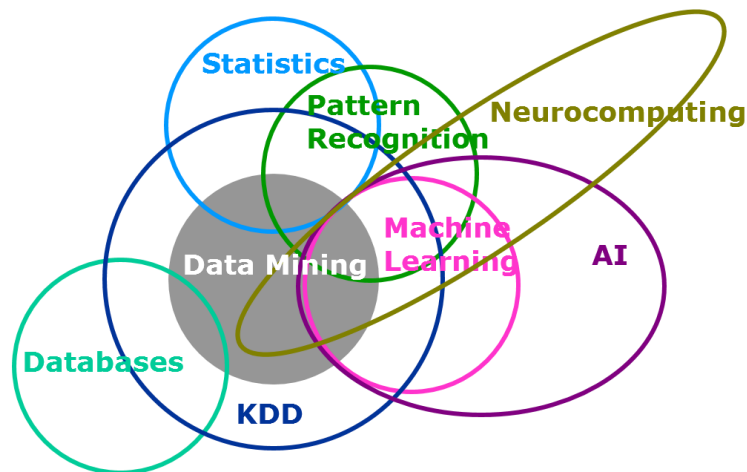 Statistics
Pattern
Recognition
Neurocomputing
Machine
Learning
AI
Data Mining
Databases
KDD